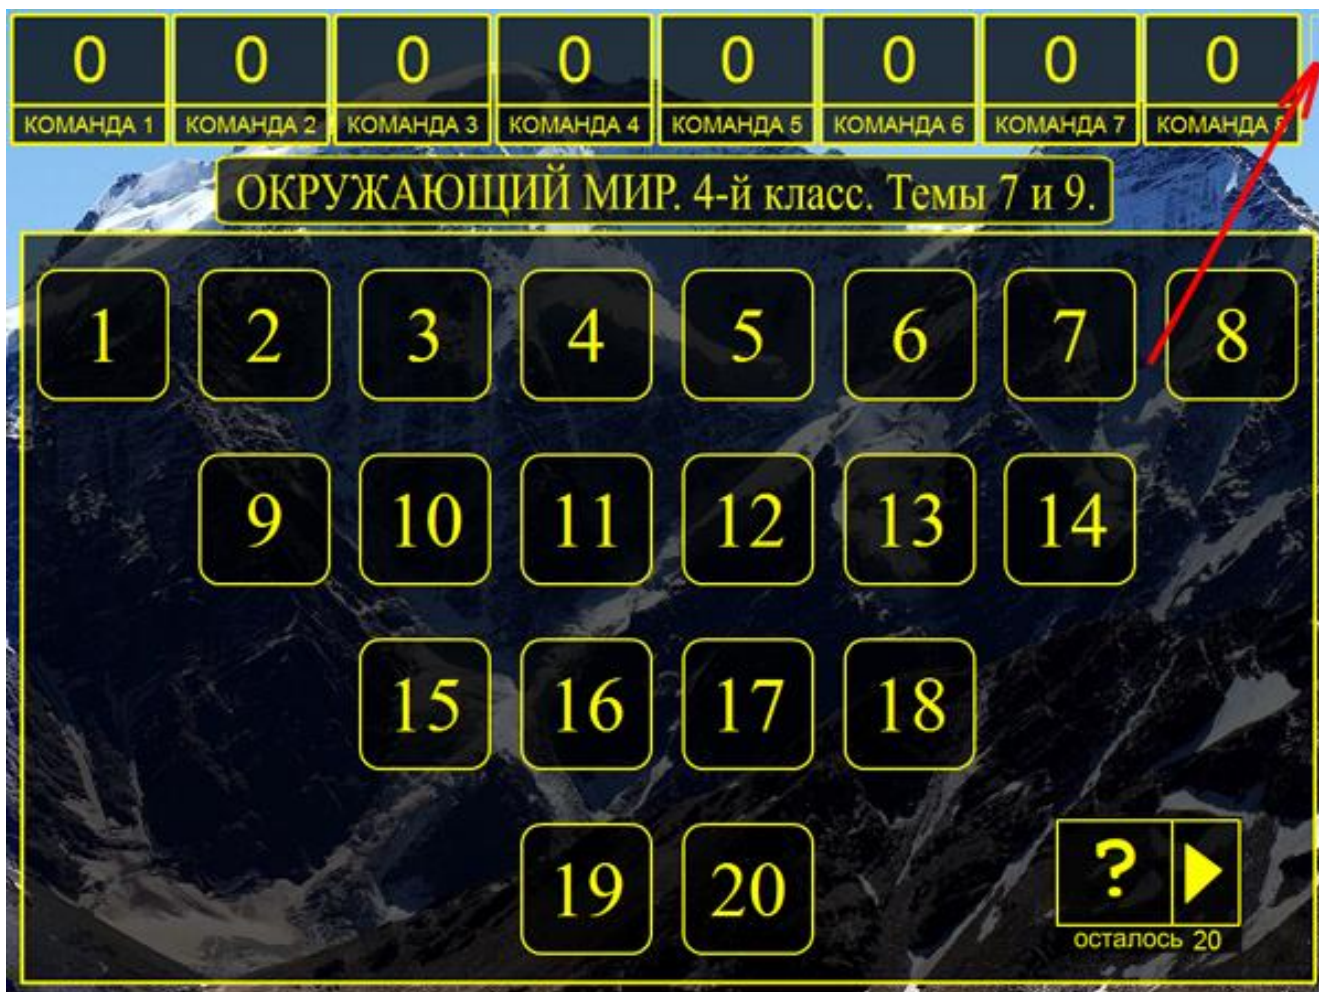 0 0 0 0 0 0 0 0
КОМАНДА 1 КОМАНДА 2 КОМАНДА 3 КОМАНДА 4 КОМАНДА 5 КОМАНДА 6 КОМАНДА 7 КОМАНДА 8
ОКРУЖАЮЩИЙ МИР. 4-й класс. Темы 7 и 9.
1 2 3 4 5 6 7 8
9 10 11 12 13 14
15 16 17 18
19 20 ?
осталось 20